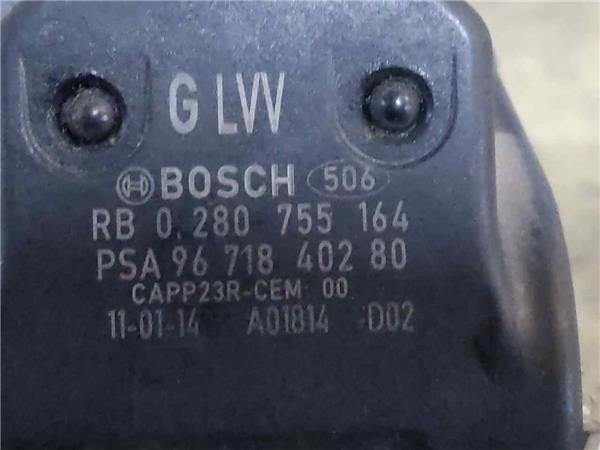 G LVV
BOSCH 506
RB 0 280 755 164
PSA 96 718 402 80
CAPP23R-CEM 00
11-01-14 A01814 -D02